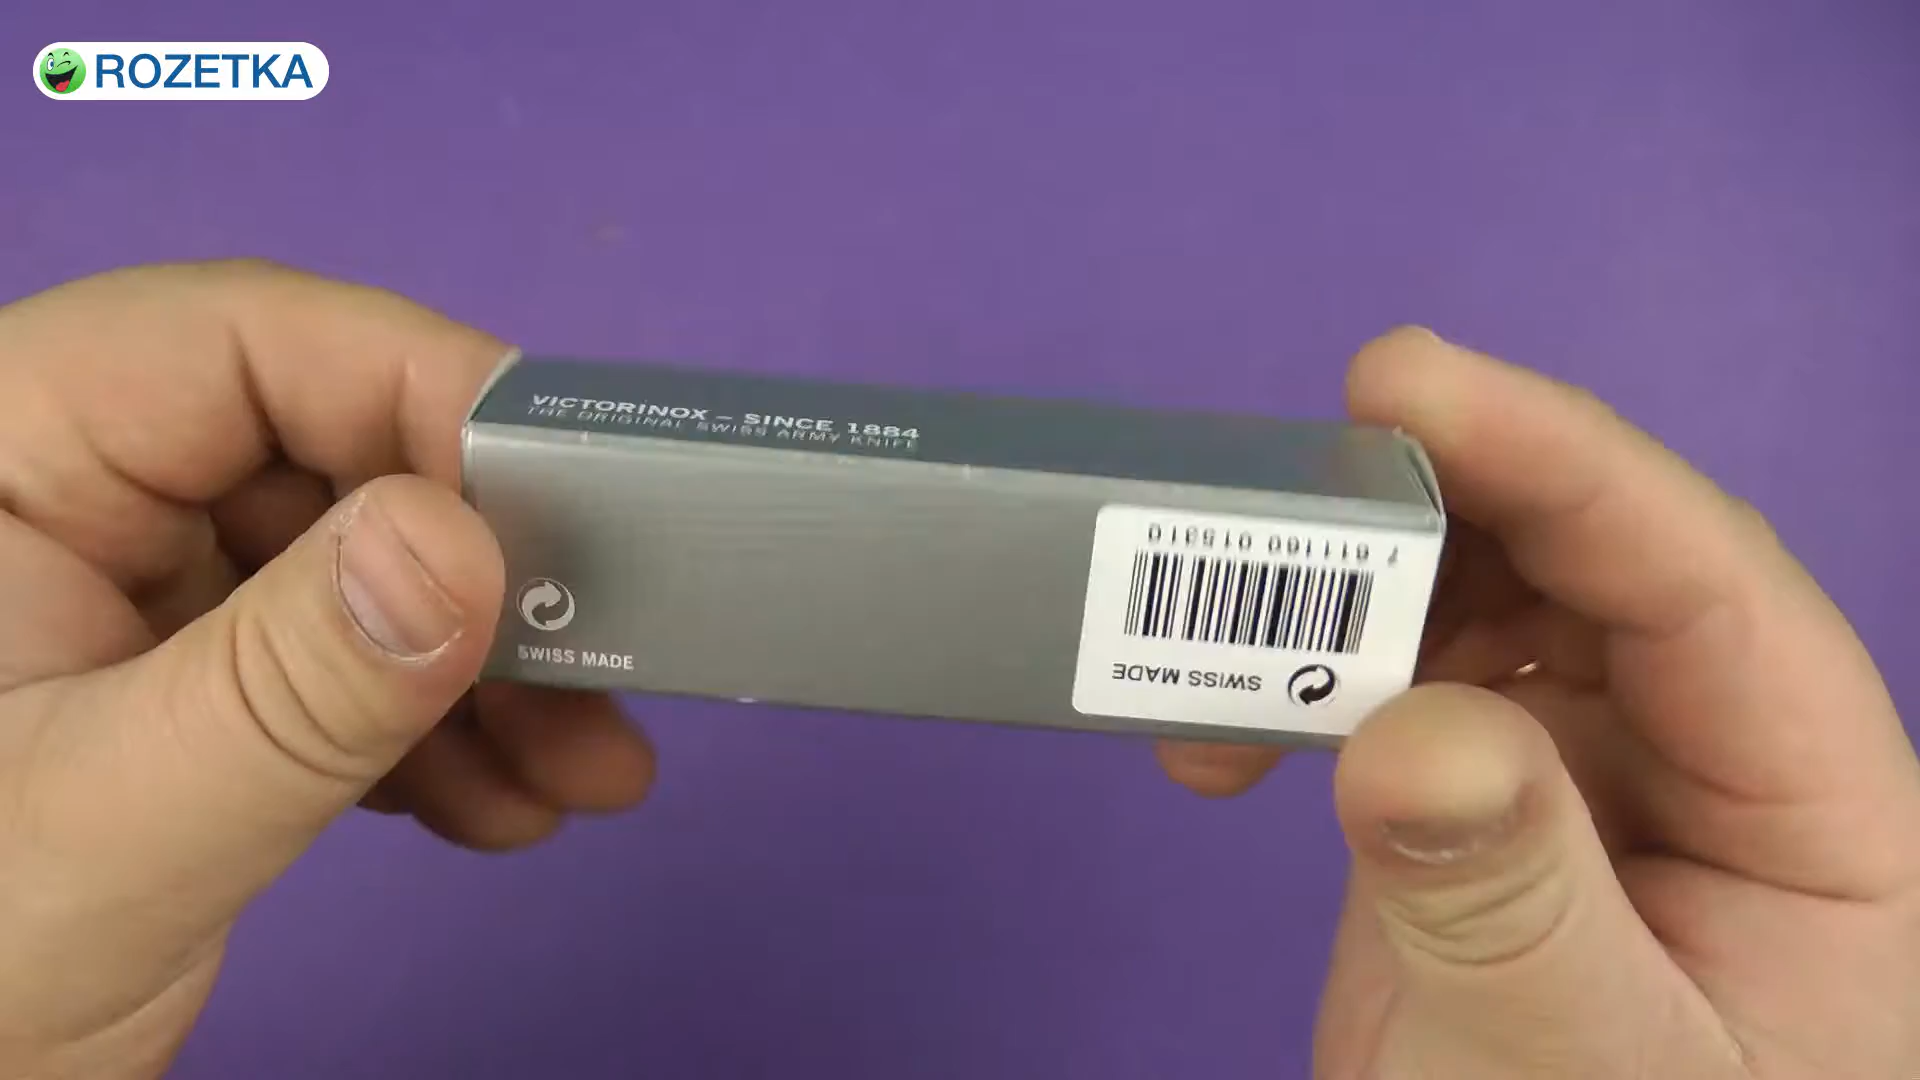 ROZETKA
VICTORINOX – SINCE 1884
THE ORIGINAL SWISS ARMY KNIFE
SWISS MADE
7 611160 015310
SWISS MADE